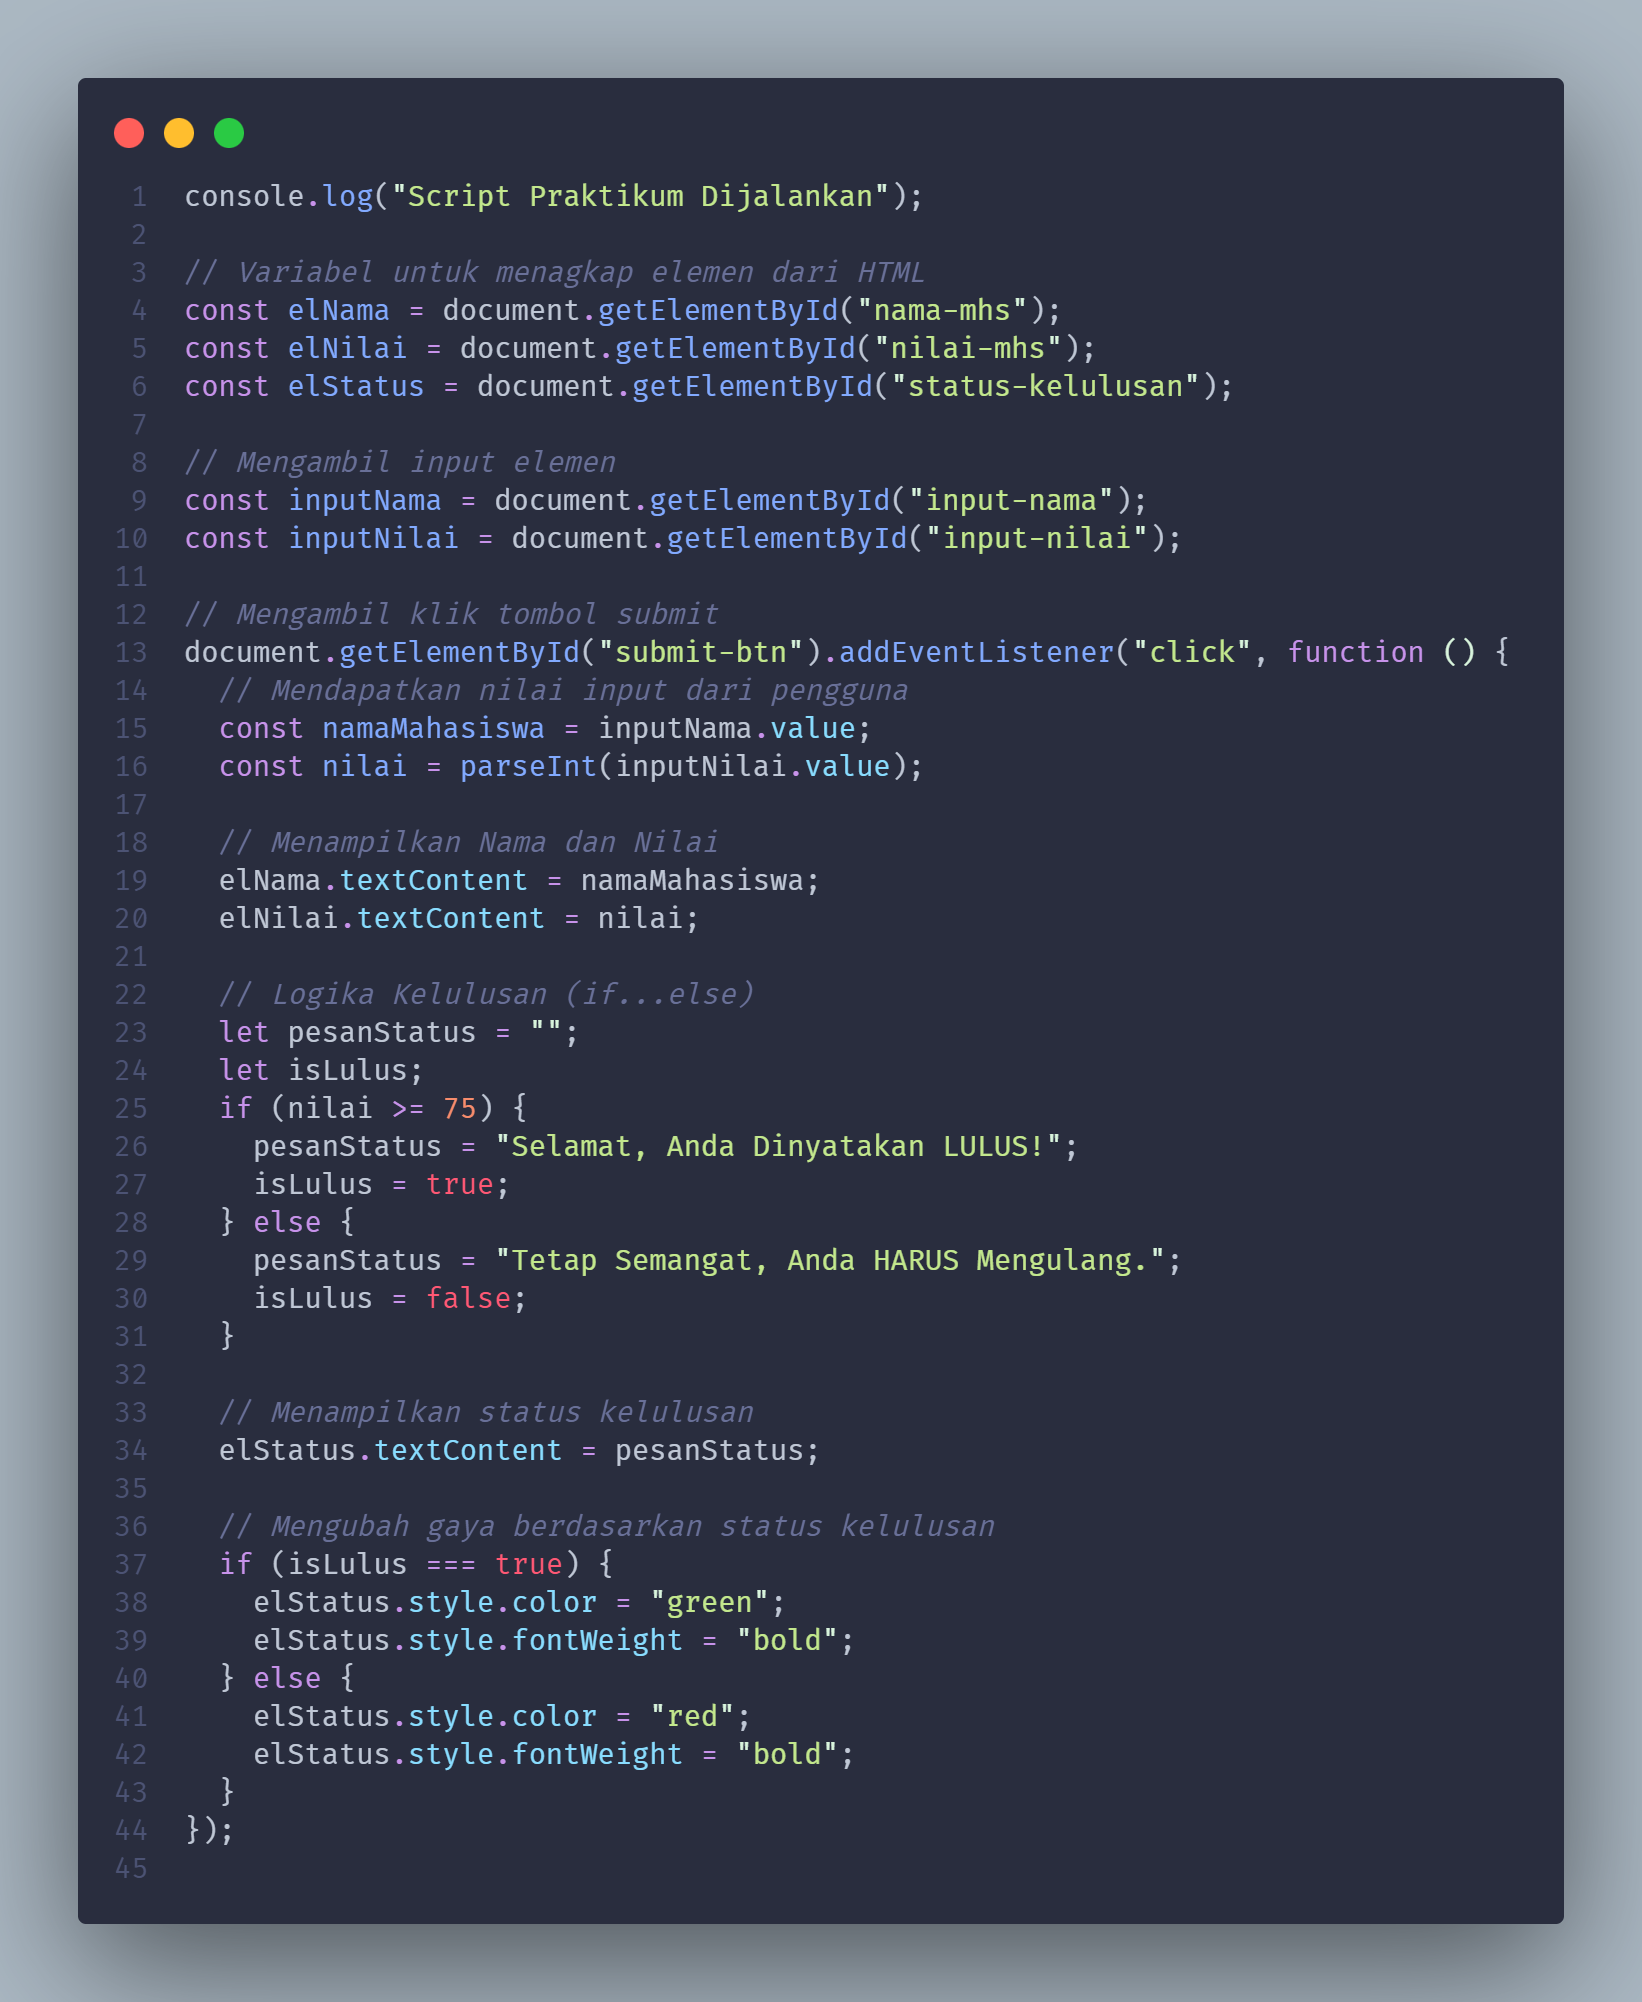 1 console.log("Script Praktikum Dijalankan");
2
3 // Variabel untuk menagkap elemen dari HTML
4 const elNama = document.getElementById("nama-mhs");
5 const elNilai = document.getElementById("nilai-mhs");
6 const elStatus = document.getElementById("status-kelulusan");
7
8 // Mengambil input elemen
9 const inputNama = document.getElementById("input-nama");
10 const inputNilai = document.getElementById("input-nilai");
11
12 // Mengambil klik tombol submit
13 document.getElementById("submit-btn").addEventListener("click", function () {
14   // Mendapatkan nilai input dari pengguna
15   const namaMahasiswa = inputNama.value;
16   const nilai = parseInt(inputNilai.value);
17
18   // Menampilkan Nama dan Nilai
19   elNama.textContent = namaMahasiswa;
20   elNilai.textContent = nilai;
21
22   // Logika Kelulusan (if...else)
23   let pesanStatus = "";
24   let isLulus;
25   if (nilai >= 75) {
26     pesanStatus = "Selamat, Anda Dinyatakan LULUS!";
27     isLulus = true;
28   } else {
29     pesanStatus = "Tetap Semangat, Anda HARUS Mengulang.";
30     isLulus = false;
31   }
32
33   // Menampilkan status kelulusan
34   elStatus.textContent = pesanStatus;
35
36   // Mengubah gaya berdasarkan status kelulusan
37   if (isLulus === true) {
38     elStatus.style.color = "green";
39     elStatus.style.fontWeight = "bold";
40   } else {
41     elStatus.style.color = "red";
42     elStatus.style.fontWeight = "bold";
43   }
44 });
45